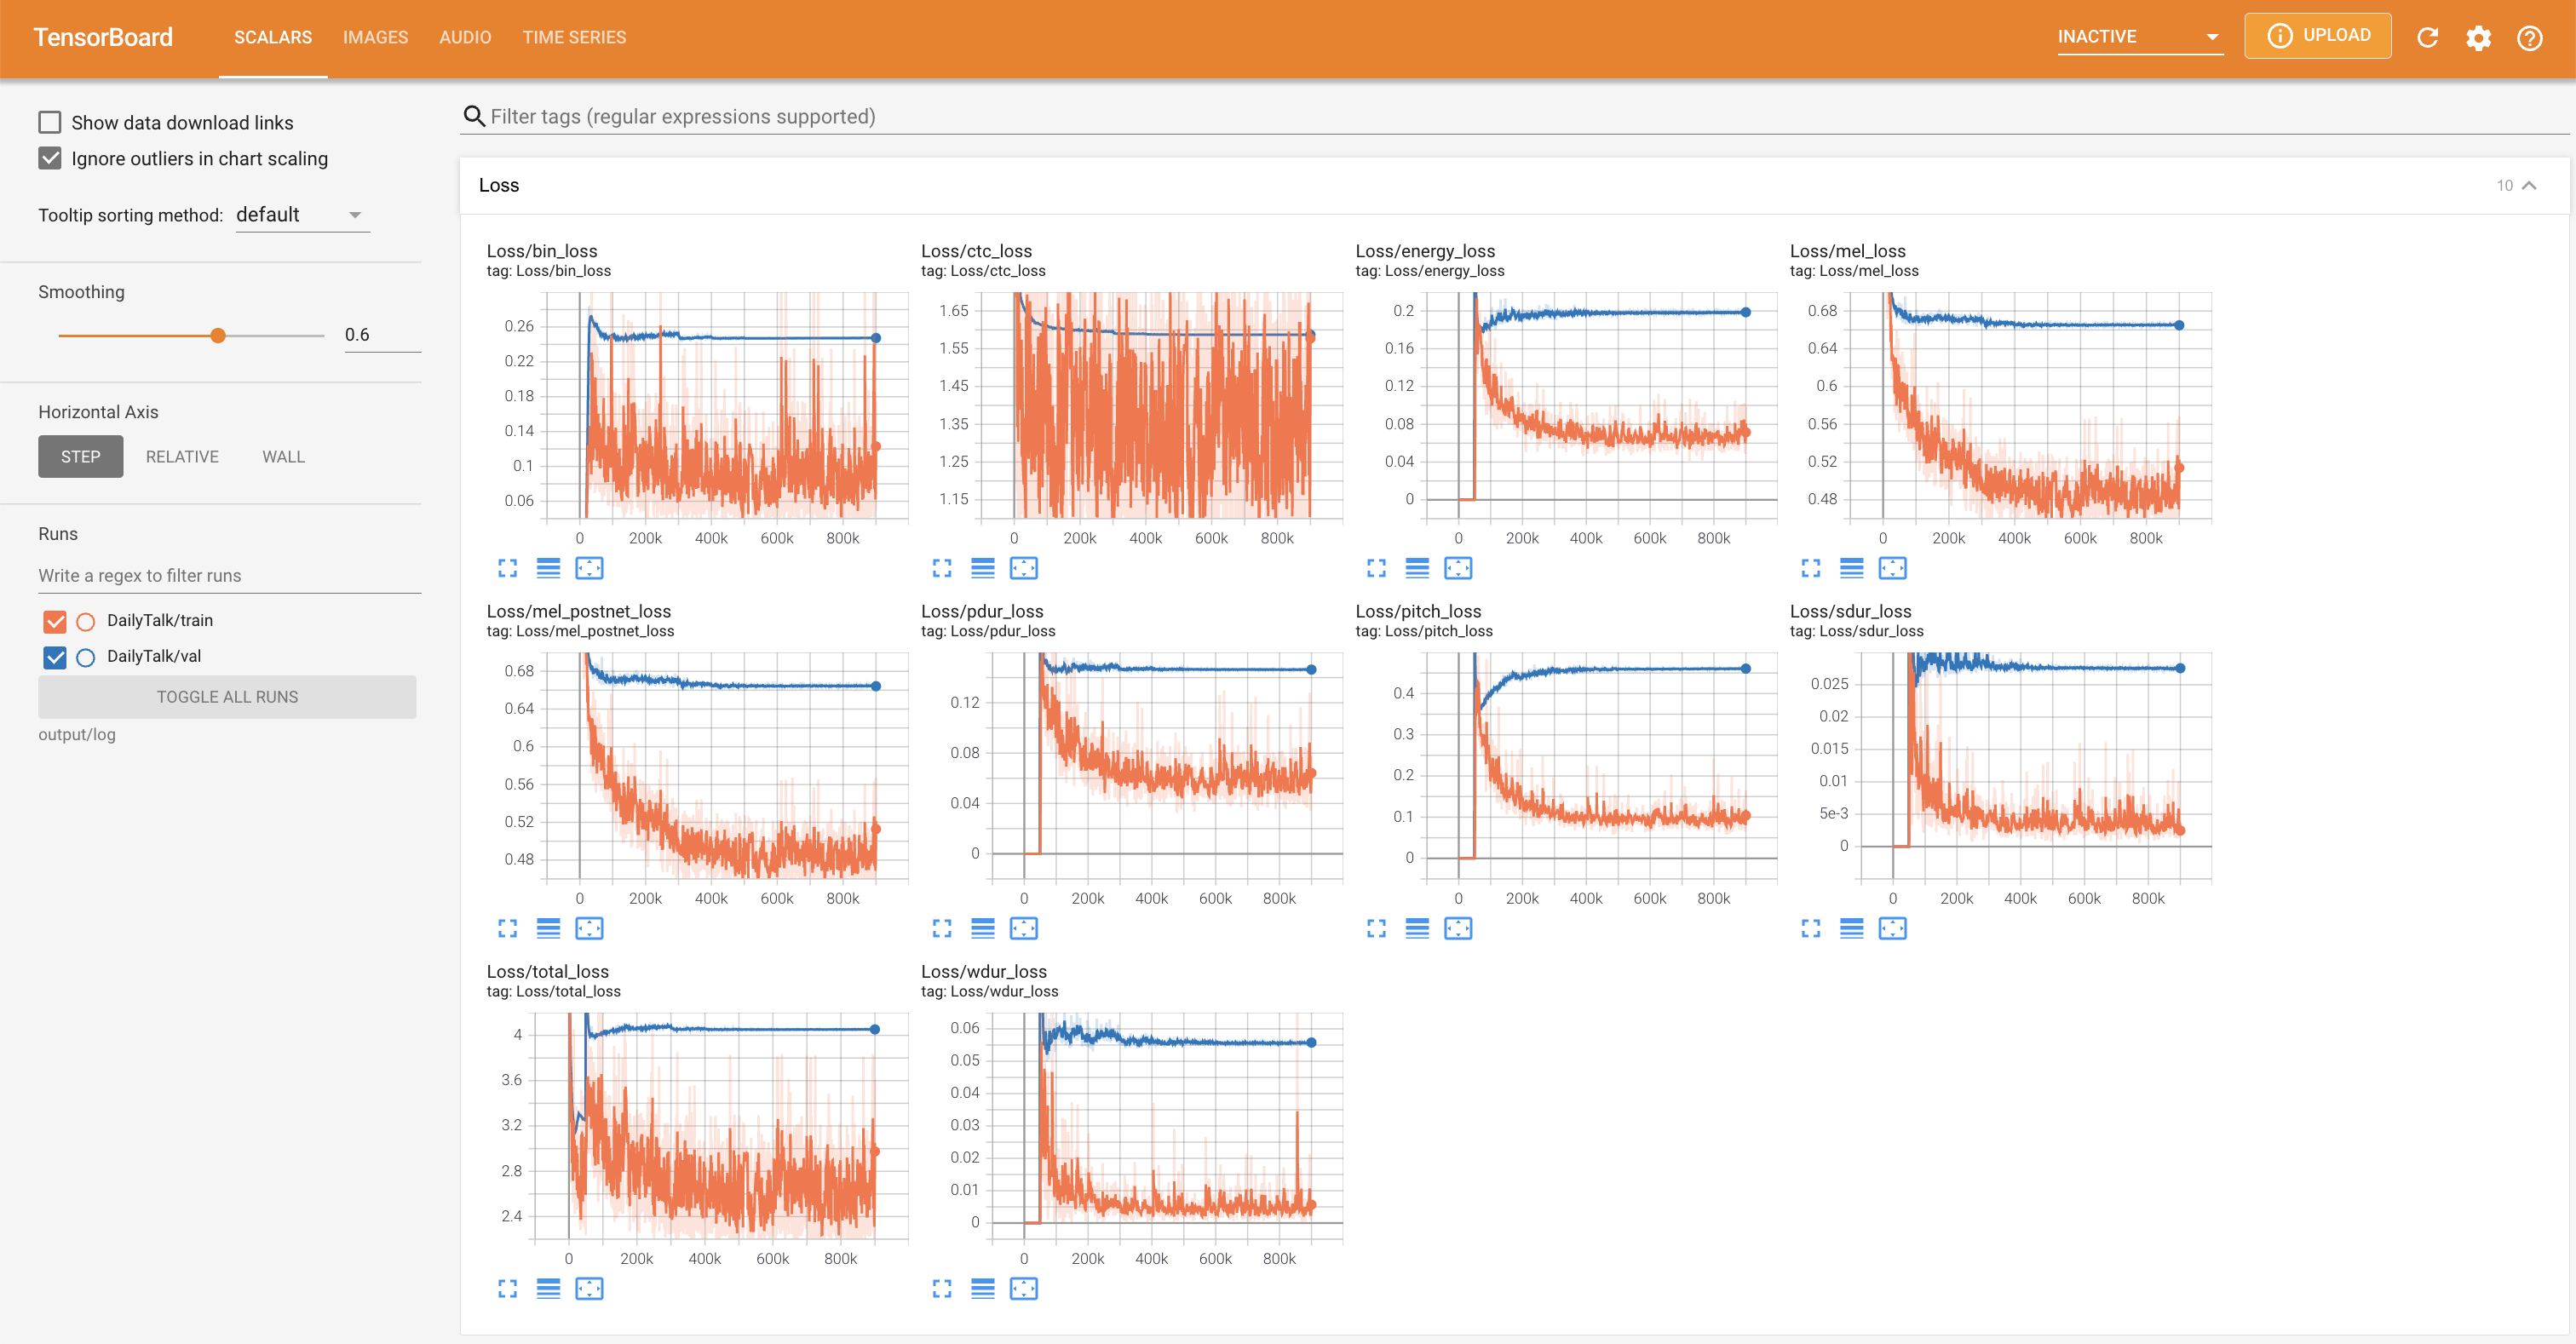 TensorBoard SCALARS IMAGES AUDIO TIME SERIES INACTIVE UPLOAD
Show data download links
Ignore outliers in chart scaling
Tooltip sorting method: default
Smoothing
0.6
Horizontal Axis
STEP RELATIVE WALL
Runs
Write a regex to filter runs
DailyTalk/train
DailyTalk/val
TOGGLE ALL RUNS
output/log
Filter tags (regular expressions supported)
Loss 10
Loss/bin_loss
tag: Loss/bin_loss
0.26
0.22
0.18
0.14
0.1
0.06
0 200k 400k 600k 800k
Loss/ctc_loss
tag: Loss/ctc_loss
1.65
1.55
1.45
1.35
1.25
1.15
0 200k 400k 600k 800k
Loss/energy_loss
tag: Loss/energy_loss
0.2
0.16
0.12
0.08
0.04
0
0 200k 400k 600k 800k
Loss/mel_loss
tag: Loss/mel_loss
0.68
0.64
0.6
0.56
0.52
0.48
0 200k 400k 600k 800k
Loss/mel_postnet_loss
tag: Loss/mel_postnet_loss
0.68
0.64
0.6
0.56
0.52
0.48
0 200k 400k 600k 800k
Loss/pdur_loss
tag: Loss/pdur_loss
0.12
0.08
0.04
0
0 200k 400k 600k 800k
Loss/pitch_loss
tag: Loss/pitch_loss
0.4
0.3
0.2
0.1
0
0 200k 400k 600k 800k
Loss/sdur_loss
tag: Loss/sdur_loss
0.025
0.02
0.015
0.01
5e-3
0
0 200k 400k 600k 800k
Loss/total_loss
tag: Loss/total_loss
4
3.6
3.2
2.8
2.4
0 200k 400k 600k 800k
Loss/wdur_loss
tag: Loss/wdur_loss
0.06
0.05
0.04
0.03
0.02
0.01
0
0 200k 400k 600k 800k